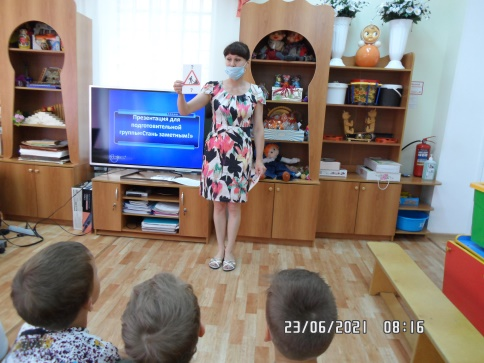 Презентация для
подготовительной
группы«Стань заметным!»
23/06/2021 08:16